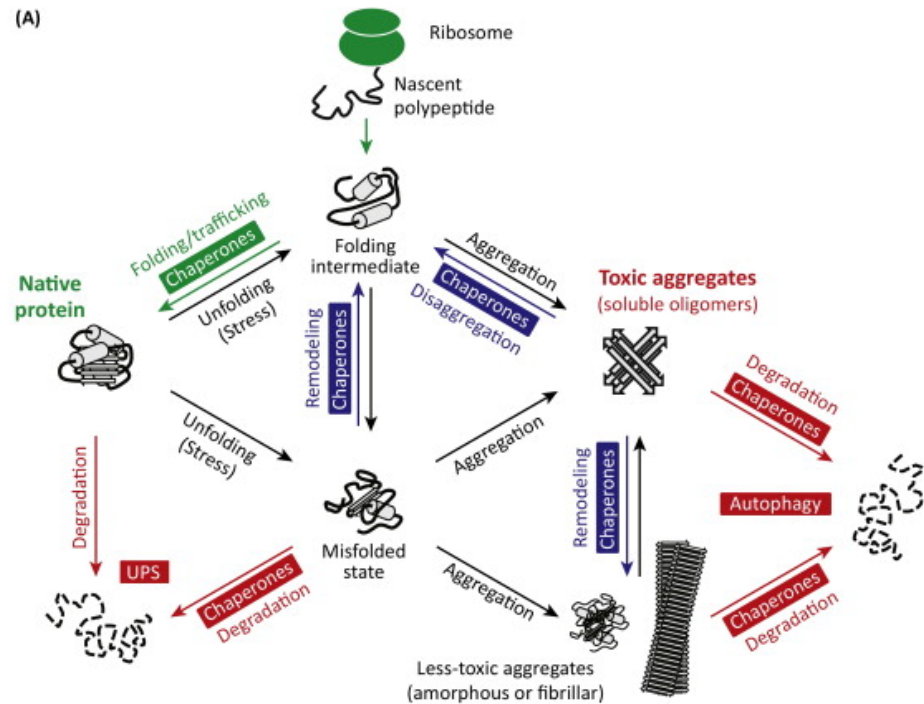 (A)
Ribosome
Nascent
polypeptide
Folding/trafficking
Chaperones
Unfolding
(Stress)
Folding
intermediate
Aggregation
Chaperones
Disaggregation
Native
protein
Toxic aggregates
(soluble oligomers)
Remodeling
Chaperones
Unfolding
(Stress)
Aggregation
Degradation
Chaperones
Degradation
Remodeling
Chaperones
Autophagy
Misfolded
state
UPS
Chaperones
Degradation
Aggregation
Chaperones
Degradation
Less-toxic aggregates
(amorphous or fibrillar)